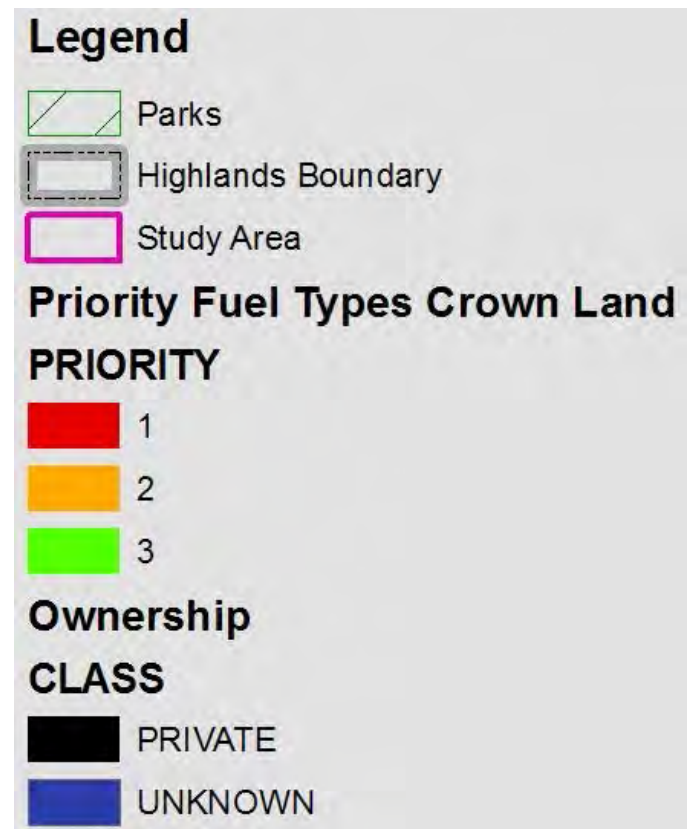 Legend
Parks
Highlands Boundary
Study Area
Priority Fuel Types Crown Land
PRIORITY
1
2
3
Ownership
CLASS
PRIVATE
UNKNOWN